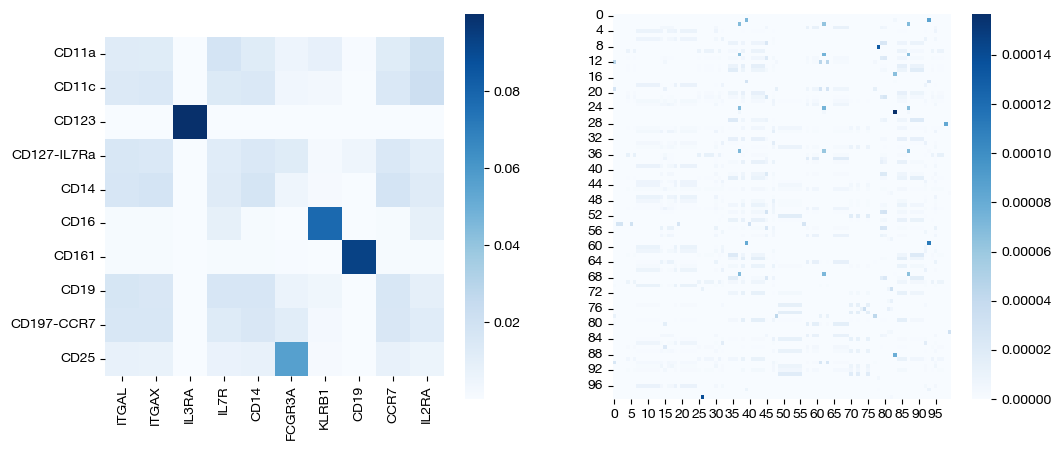 CD11a
CD11c
CD123
CD127-IL7Ra
CD14
CD16
CD161
CD19
CD197-CCR7
CD25
ITGAL
ITGAX
IL3RA
IL7R
CD14
FCGR3A
KLRB1
CD19
CCR7
IL2RA
0.08
0.06
0.04
0.02
0
4
8
12
16
20
24
28
32
36
40
44
48
52
56
60
64
68
72
76
80
84
88
92
96
0 5 10 15 20 25 30 35 40 45 50 55 60 65 70 75 80 85 90 95
0.00014
0.00012
0.00010
0.00008
0.00006
0.00004
0.00002
0.00000